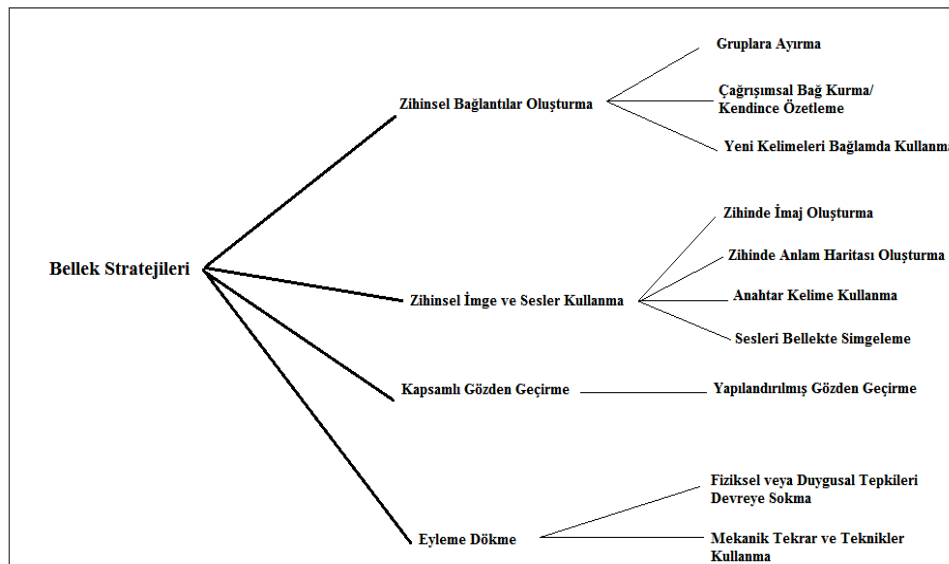 Bellek Stratejileri
Zihinsel Bağlantılar Oluşturma
Gruplara Ayırma
Çağrışımsal Bağ Kurma/
Kendince Özetleme
Yeni Kelimeleri Bağlamda Kullanma
Zihinsel İmge ve Sesler Kullanma
Zihinde İmaj Oluşturma
Zihinde Anlam Haritası Oluşturma
Anahtar Kelime Kullanma
Sesleri Bellekte Simgeleme
Kapsamlı Gözden Geçirme
Yapılandırılmış Gözden Geçirme
Eyleme Dökme
Fiziksel veya Duygusal Tepkileri
Devreye Sokma
Mekanik Tekrar ve Teknikler
Kullanma